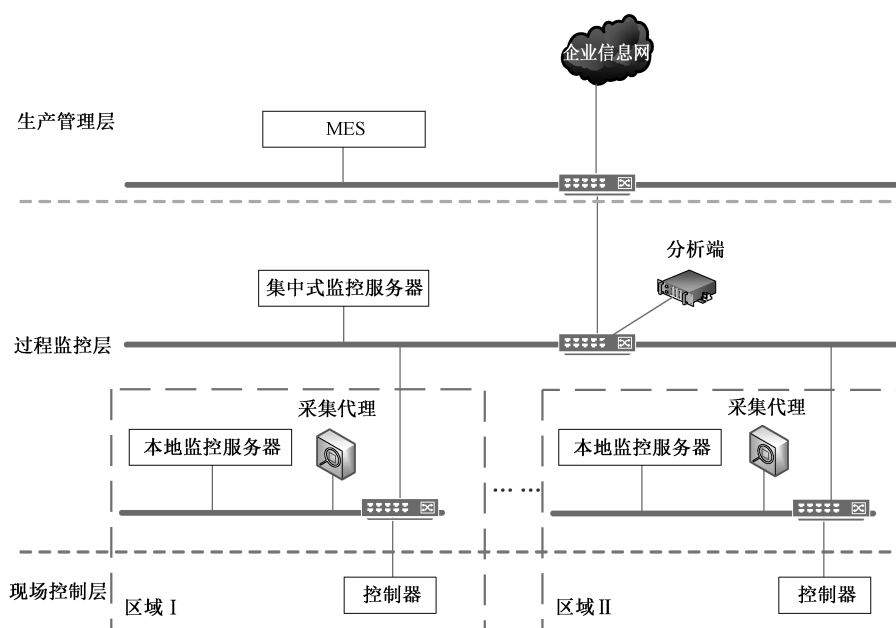 企业信息网
生产管理层
MES
分析端
集中式监控服务器
过程监控层
采集代理
采集代理
本地监控服务器
本地监控服务器
…… 
现场控制层
控制器
控制器
区域Ⅰ
区域Ⅱ